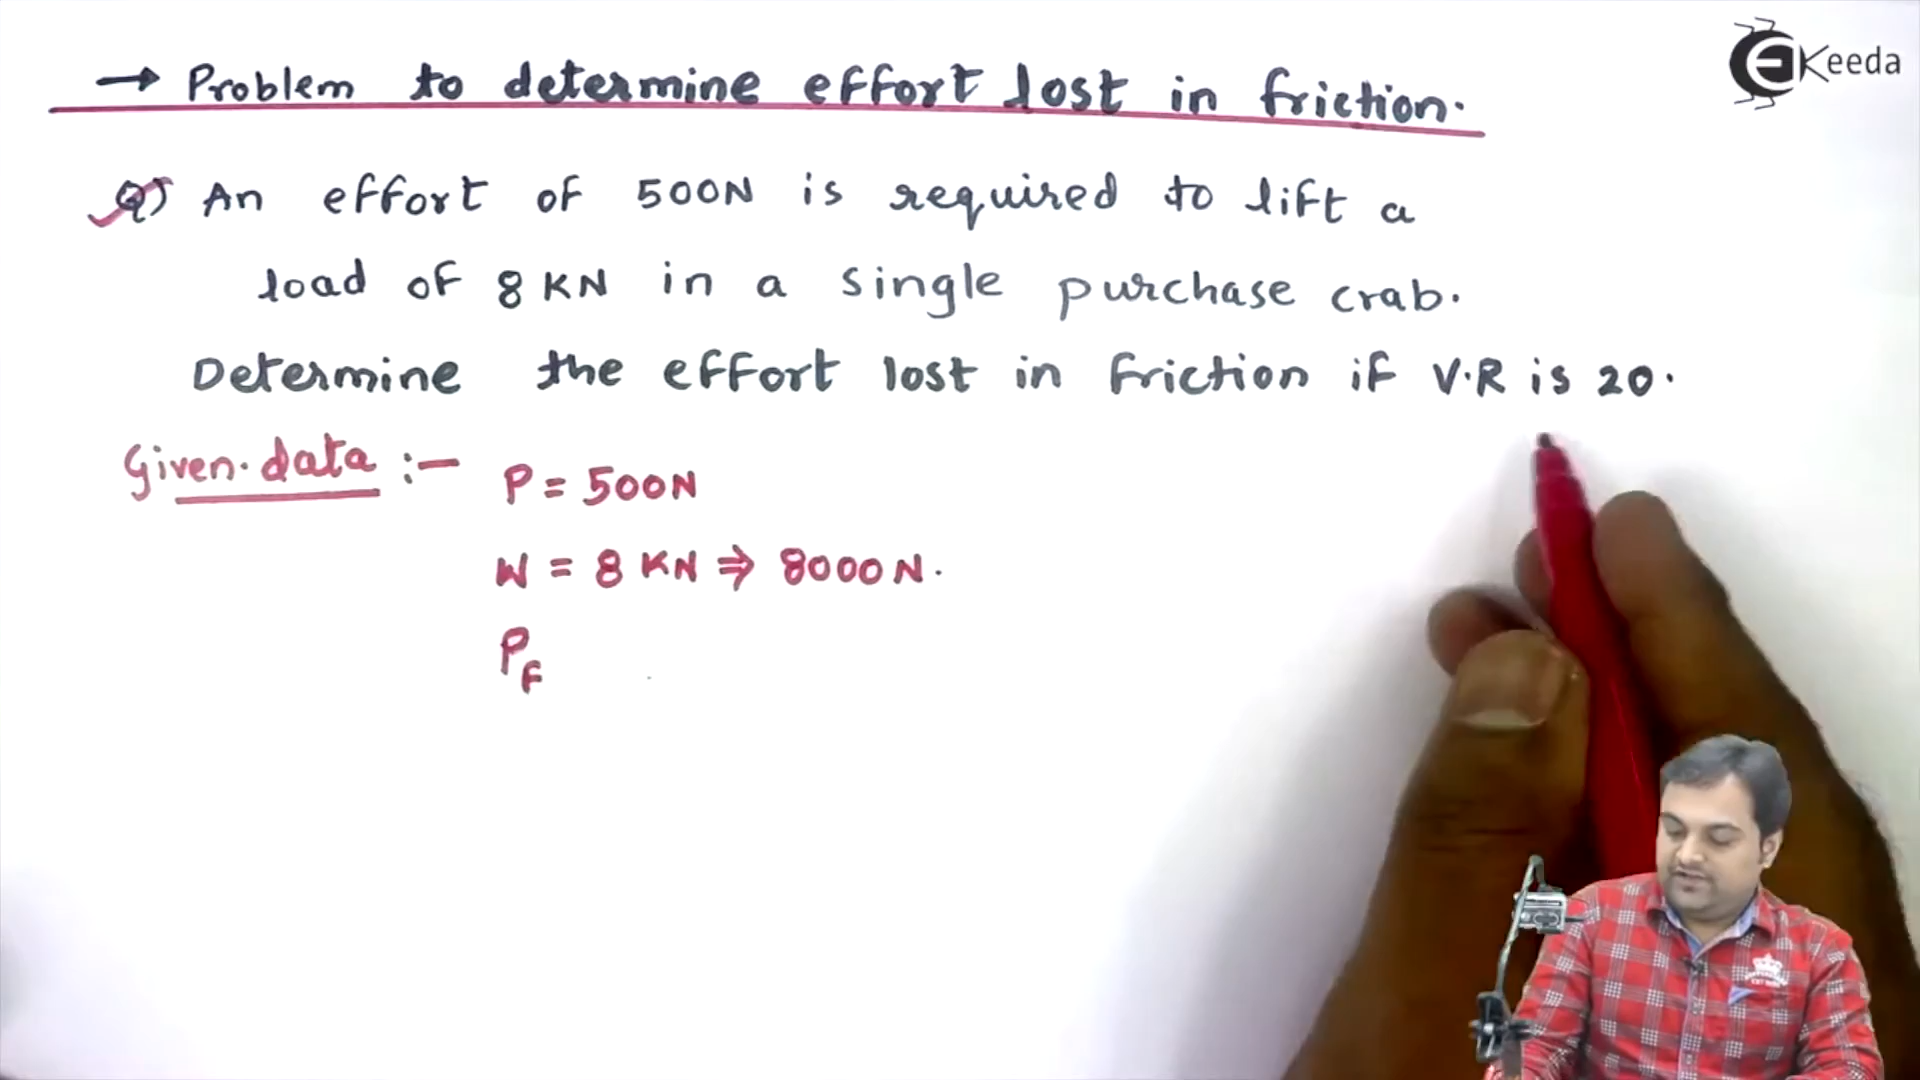 Keeda
→ Problem to determine effort lost in friction.
Q) An effort of 500N is required to lift a
load of 8 KN in a single purchase crab.
Determine the effort lost in friction if V.R is 20.
Given. data :- P = 500N
W = 8 KN ⇒ 8000 N.
PF